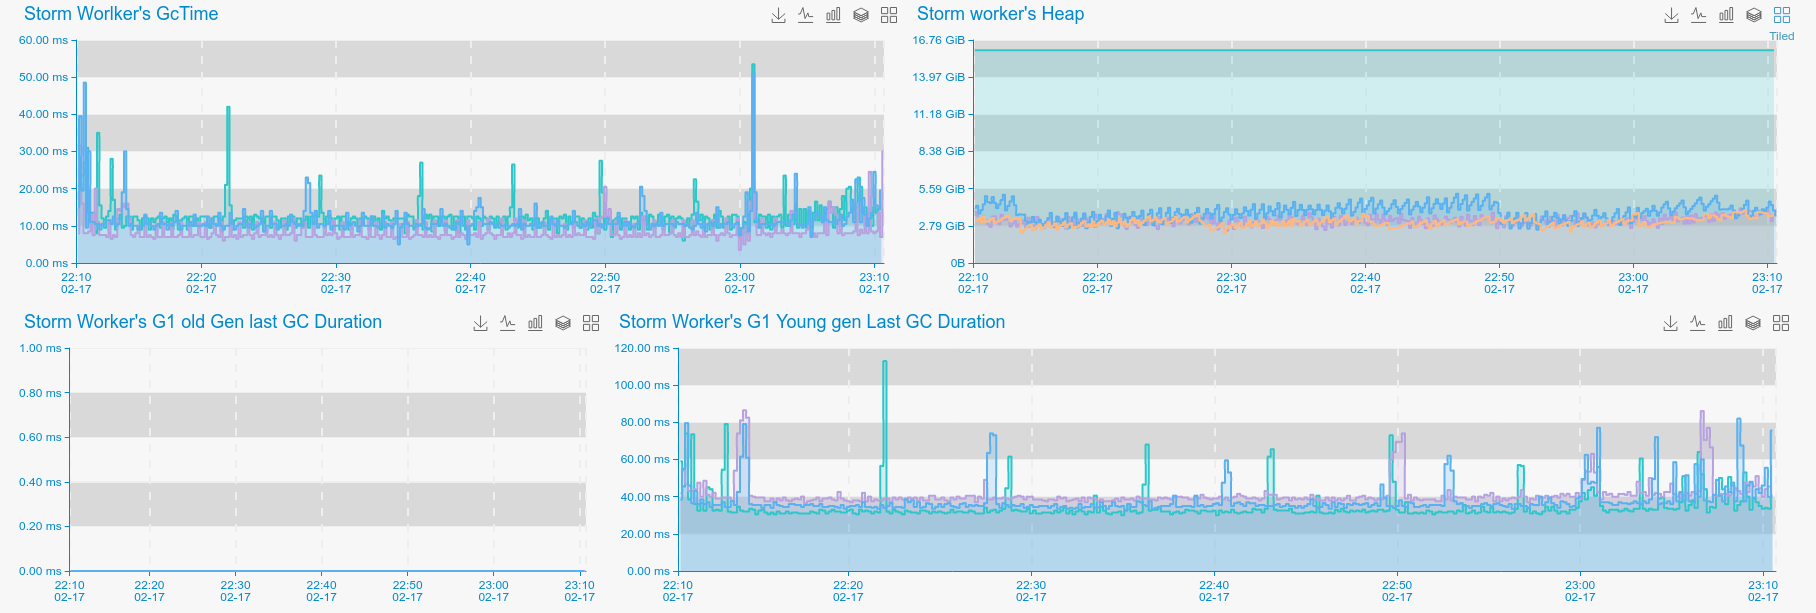 Storm Worlker's GcTime
60.00 ms
50.00 ms
40.00 ms
30.00 ms
20.00 ms
10.00 ms
0.00 ms
22:10 22:20 22:30 22:40 22:50 23:00 23:10
02-17 02-17 02-17 02-17 02-17 02-17 02-17
Storm worker's Heap
Tiled
16.76 GiB
13.97 GiB
11.18 GiB
8.38 GiB
5.59 GiB
2.79 GiB
0B
22:10 22:20 22:30 22:40 22:50 23:00 23:10
02-17 02-17 02-17 02-17 02-17 02-17 02-17
Storm Worker's G1 old Gen last GC Duration
1.00 ms
0.80 ms
0.60 ms
0.40 ms
0.20 ms
0.00 ms
22:10 22:20 22:30 22:40 22:50 23:00 23:10
02-17 02-17 02-17 02-17 02-17 02-17 02-17
Storm Worker's G1 Young gen Last GC Duration
120.00 ms
100.00 ms
80.00 ms
60.00 ms
40.00 ms
20.00 ms
0.00 ms
22:10 22:20 22:30 22:40 22:50 23:00 23:10
02-17 02-17 02-17 02-17 02-17 02-17 02-17